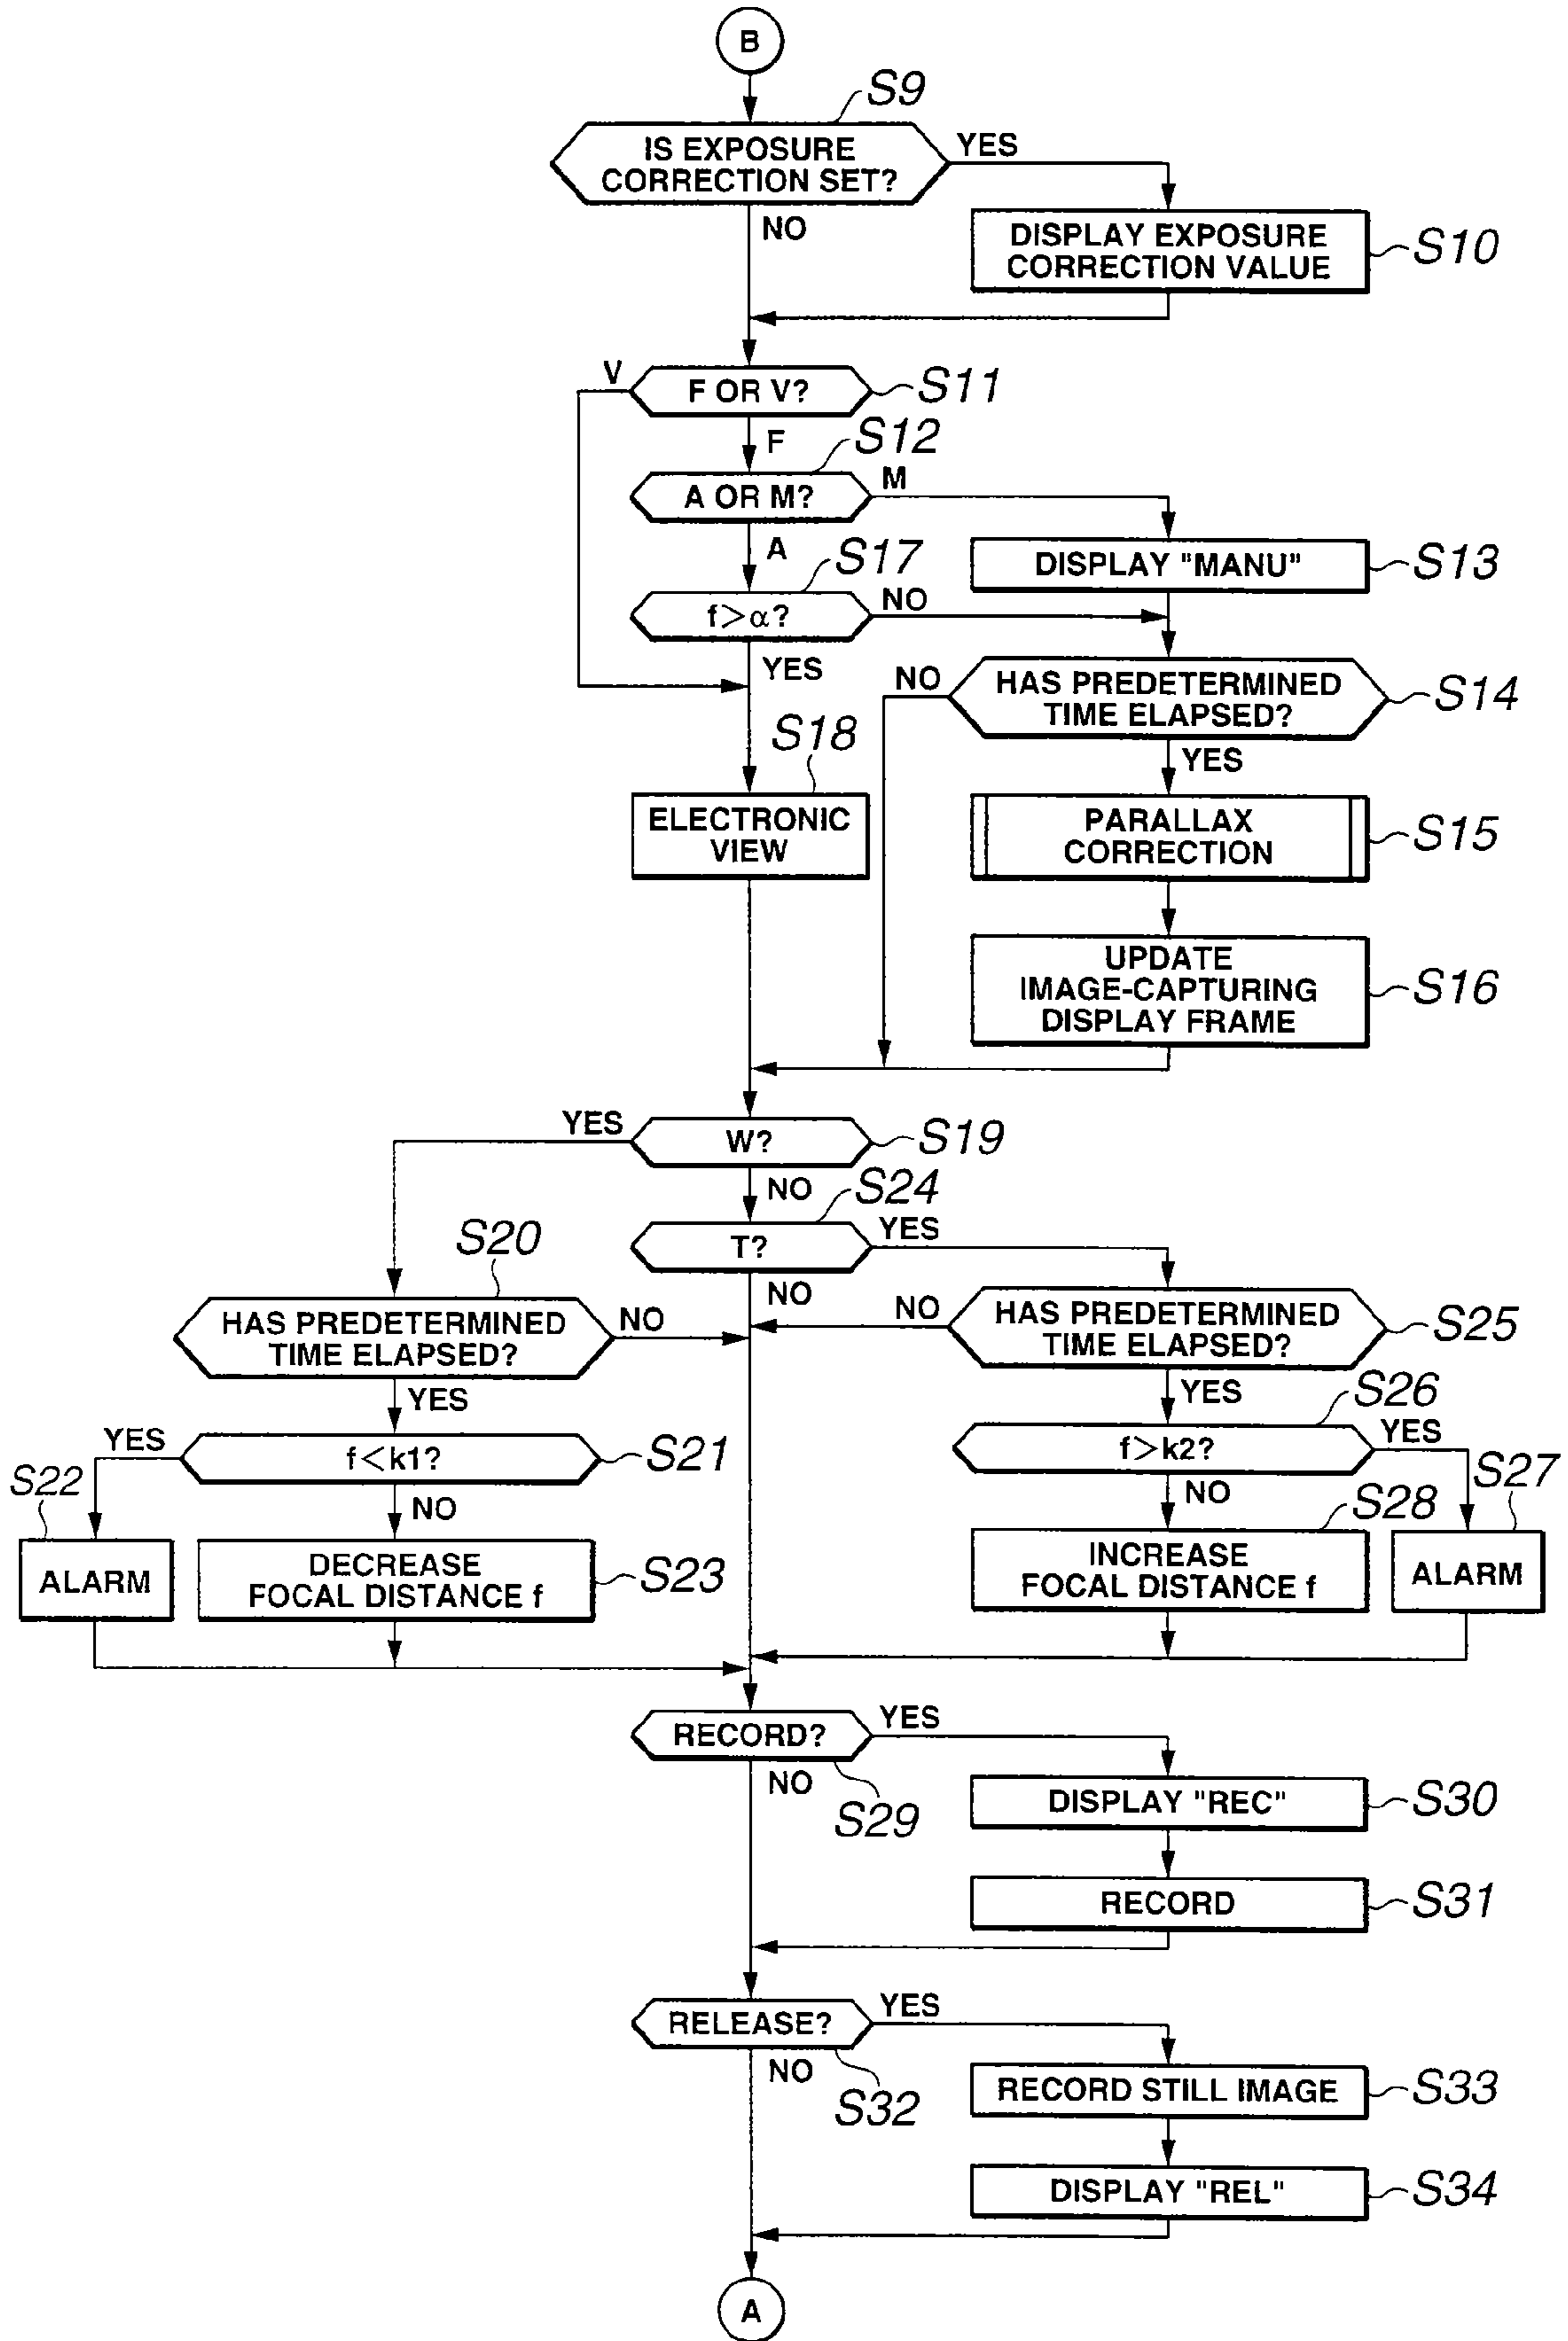 B
S9
IS EXPOSURE
CORRECTION SET?
YES
NO
DISPLAY EXPOSURE
CORRECTION VALUE
S10
V
F OR V?
S11
F
S12
A OR M?
M
A
S17
DISPLAY "MANU"
S13
f>α?
NO
YES
NO
HAS PREDETERMINED
TIME ELAPSED?
S14
YES
S18
ELECTRONIC
VIEW
PARALLAX
CORRECTION
S15
UPDATE
IMAGE-CAPTURING
DISPLAY FRAME
S16
YES
W?
S19
NO
S24
T?
YES
S20
NO
HAS PREDETERMINED
TIME ELAPSED?
NO
NO
HAS PREDETERMINED
TIME ELAPSED?
S25
YES
YES
S26
YES
f<k1?
S21
f>k2?
YES
S22
NO
NO
S28
S27
ALARM
DECREASE
FOCAL DISTANCE f
S23
INCREASE
FOCAL DISTANCE f
ALARM
RECORD?
YES
NO
S29
DISPLAY "REC"
S30
RECORD
S31
RELEASE?
YES
NO
S32
RECORD STILL IMAGE
S33
DISPLAY "REL"
S34
A